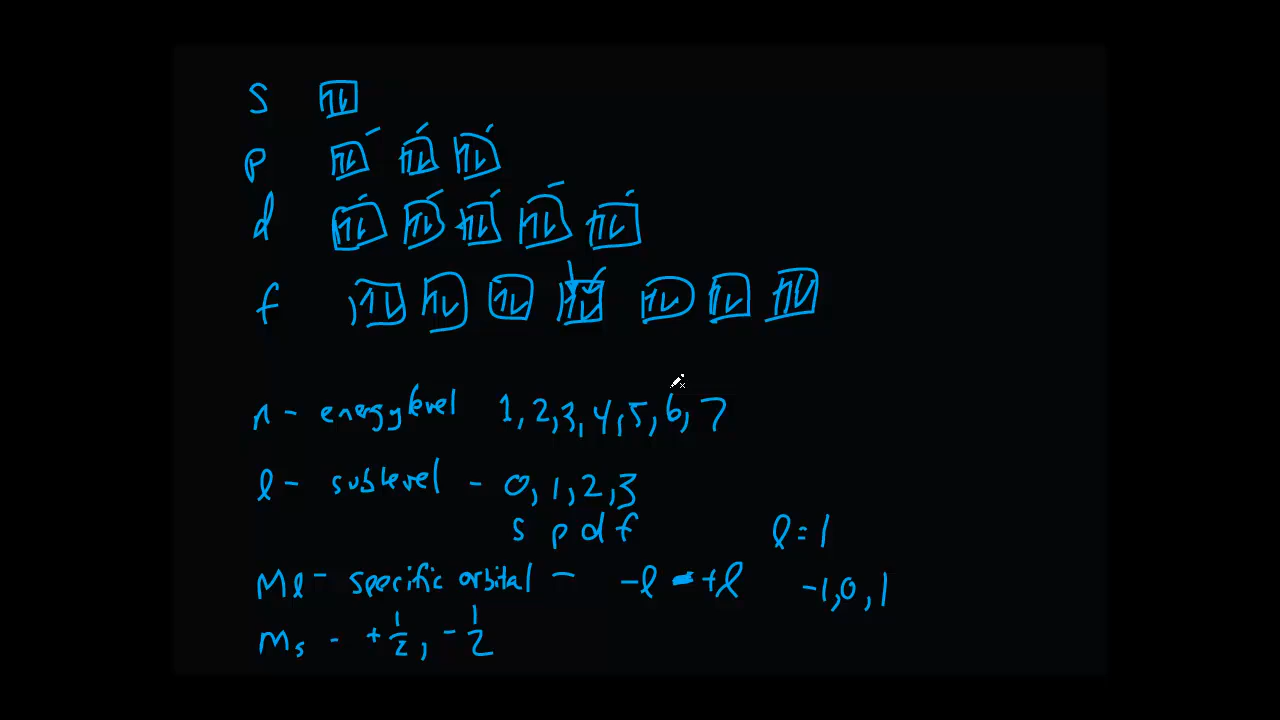 s ↿⇂
p ↿⇂ ↿⇂ ↿⇂
d ↿⇂ ↿⇂ ↿⇂ ↿⇂ ↿⇂
f ↿⇂ ↿⇂ ↿⇂ ↿⇂ ↿⇂ ↿⇂ ↿⇂
n - energy level 1, 2, 3, 4, 5, 6, 7
l - sublevel - 0, 1, 2, 3
s p d f l = 1
Ml - specific orbital - -l - +l -1, 0, 1
Ms - +1/2, -1/2